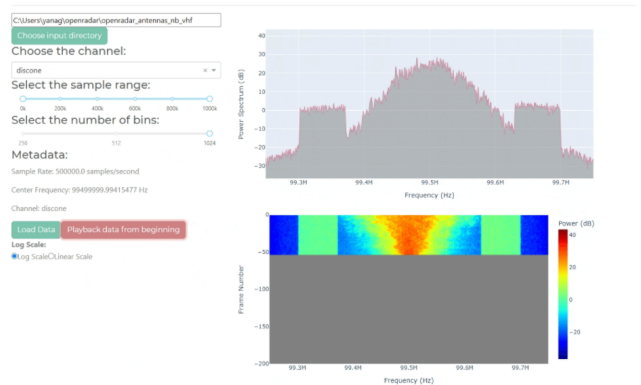 C:\Users\yanag\openradar\openradar_antennas_nb_vhf
Choose input directory
Choose the channel:
discone
Select the sample range:
0k 200k 400k 600k 800k 1000k
Select the number of bins:
256 512 1024
Metadata:
Sample Rate: 500000.0 samples/second
Center Frequency: 99499999.99415477 Hz
Channel: discone
Load Data Playback data from beginning
Log Scale:
Log Scale Linear Scale
Power Spectrum (dB)
40
30
20
10
0
−10
−20
−30
99.3M 99.4M 99.5M 99.6M 99.7M
Frequency (Hz)
Frame Number
0
−50
−100
−150
−200
99.3M 99.4M 99.5M 99.6M 99.7M
Frequency (Hz)
Power (dB)
40
20
0
−20